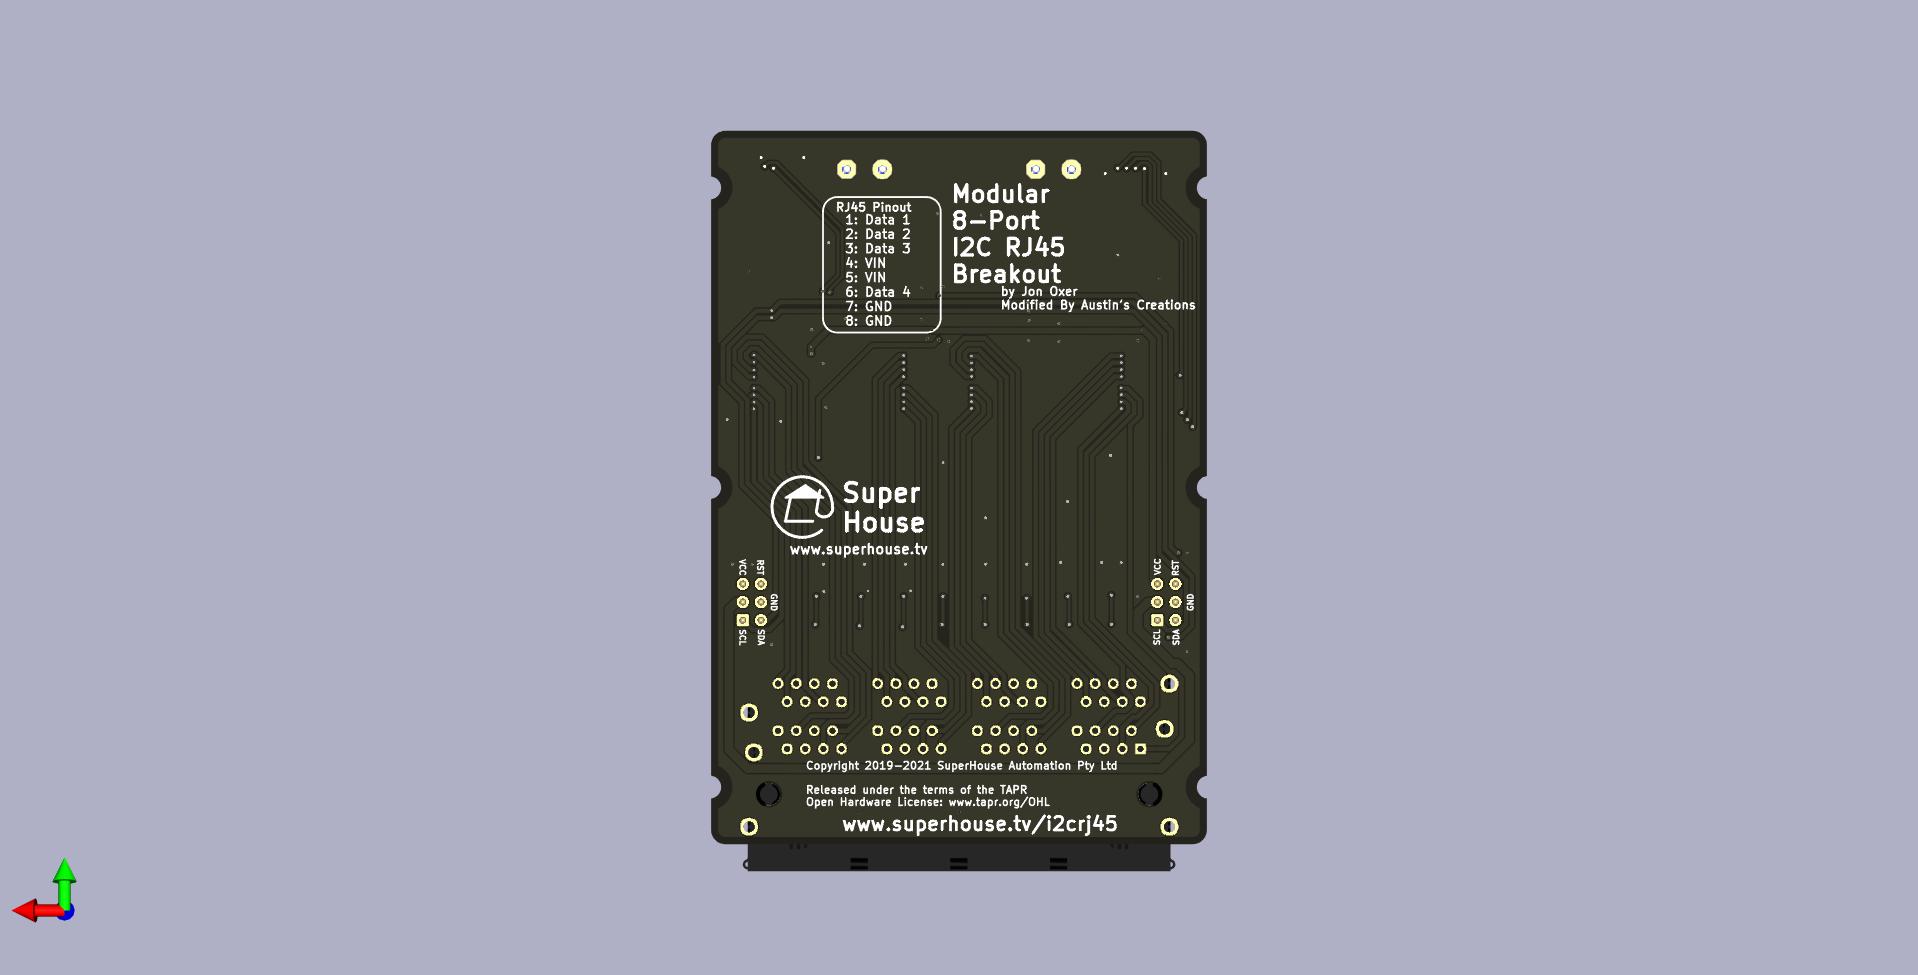 Modular
8-Port
I2C RJ45
Breakout
by Jon Oxer
Modified By Austin's Creations
RJ45 Pinout
1: Data 1
2: Data 2
3: Data 3
4: VIN
5: VIN
6: Data 4
7: GND
8: GND
Super
House
www.superhouse.tv
VCC
RST
GND
SCL
SDA
VCC
RST
GND
SCL
SDA
Copyright 2019-2021 SuperHouse Automation Pty Ltd
Released under the terms of the TAPR
Open Hardware License: www.tapr.org/OHL
www.superhouse.tv/i2crj45